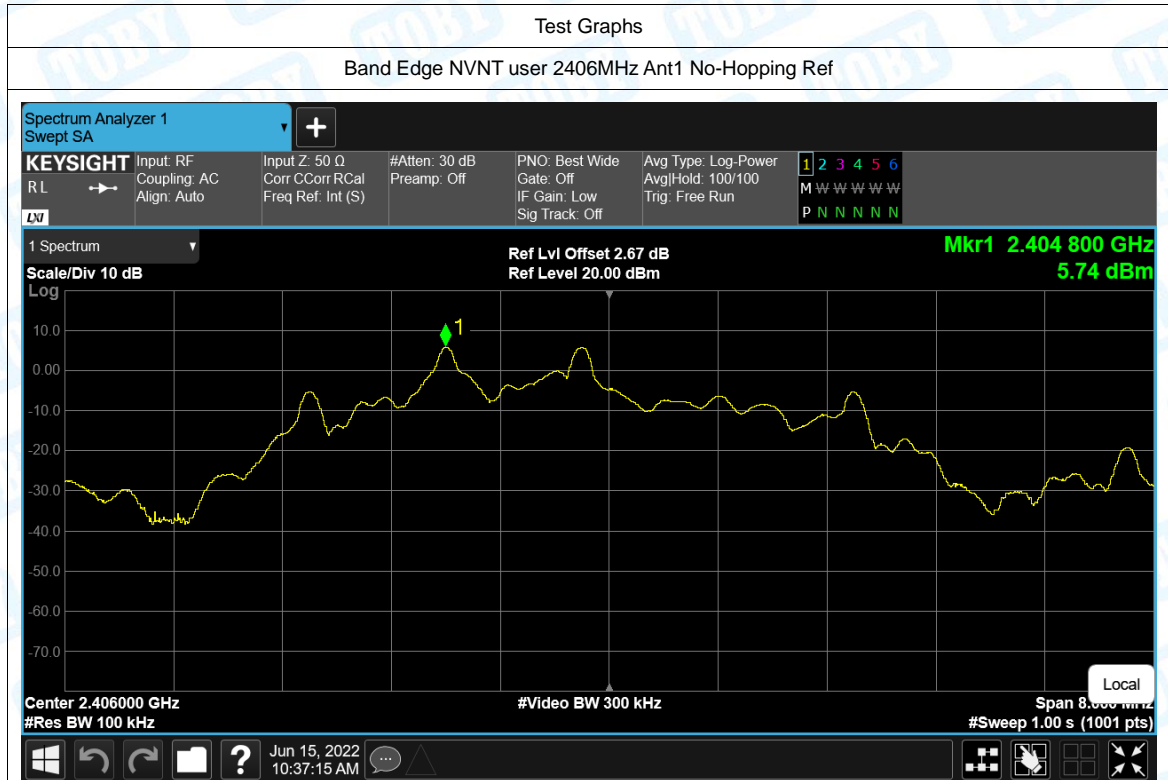 Test Graphs
Band Edge NVNT user 2406MHz Ant1 No-Hopping Ref
Spectrum Analyzer 1
Swept SA
+
KEYSIGHT
RL
LXI
Input: RF
Coupling: AC
Align: Auto
Input Z: 50 Ω
Corr CCorr RCal
Freq Ref: Int (S)
#Atten: 30 dB
Preamp: Off
PNO: Best Wide
Gate: Off
IF Gain: Low
Sig Track: Off
Avg Type: Log-Power
Avg|Hold: 100/100
Trig: Free Run
1 2 3 4 5 6
M W W W W W
P N N N N N
1 Spectrum
Scale/Div 10 dB
Log
Ref Lvl Offset 2.67 dB
Ref Level 20.00 dBm
Mkr1 2.404 800 GHz
5.74 dBm
1
10.0
0.00
-10.0
-20.0
-30.0
-40.0
-50.0
-60.0
-70.0
Local
Center 2.406000 GHz
#Res BW 100 kHz
#Video BW 300 kHz
Span 8.000 MHz
#Sweep 1.00 s (1001 pts)
?
Jun 15, 2022
10:37:15 AM
TOBY